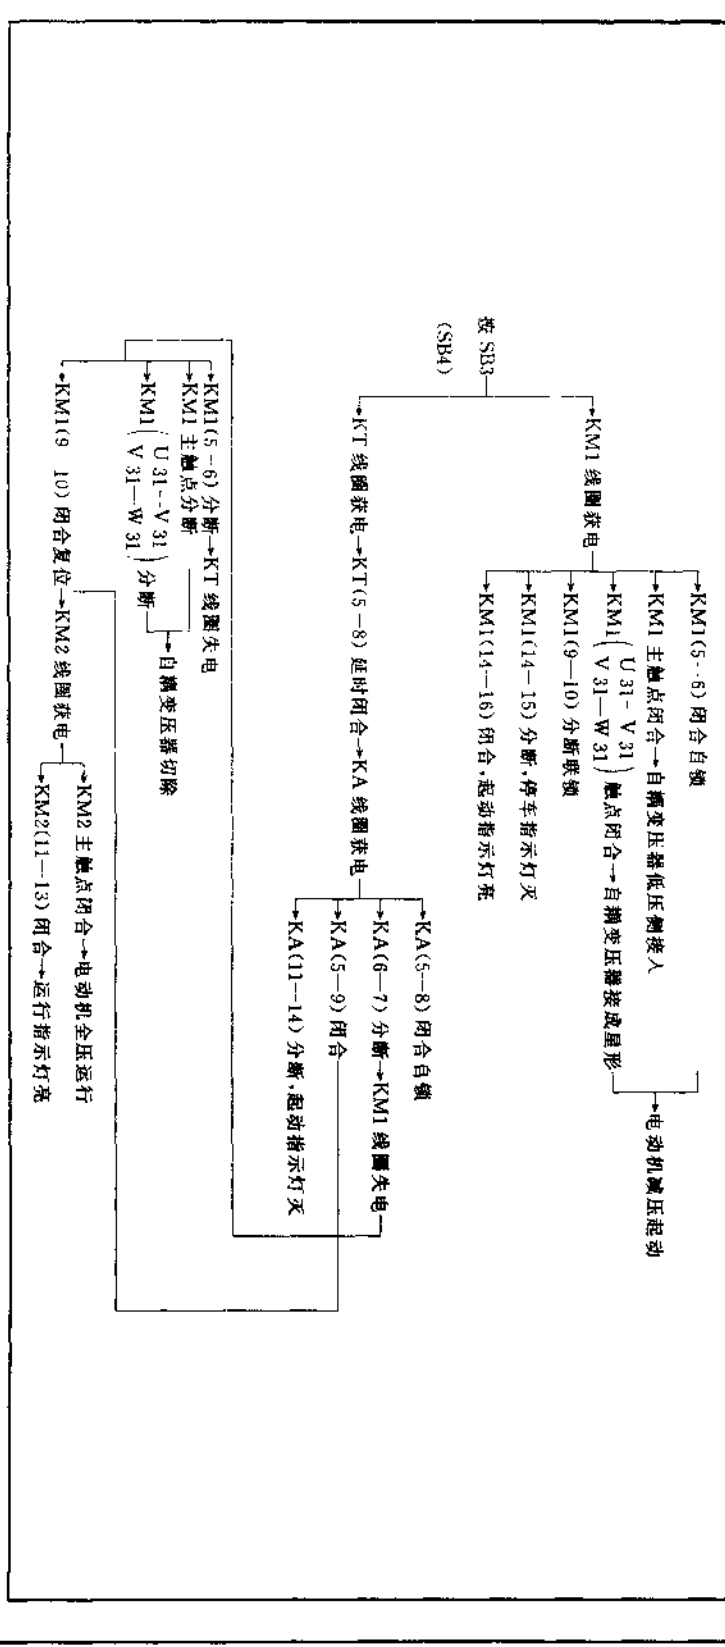 按 SB3
(SB4)
KM1 线圈获电
KM1(5--6)闭合自锁
KM1 主触点闭合→自耦变压器低压侧接入
KM1(U 31- V 31
V 31—W 31)触点闭合→自耦变压器接成星形
电动机减压起动
KM1(9—10)分断联锁
KM1(14—15)分断,停车指示灯灭
KM1(14—16)闭合,起动指示灯亮
KT 线圈获电→KT(5—8)延时闭合→KA 线圈获电
KA(5—8)闭合自锁
KA(6—7)分断→KM1 线圈失电
KA(5—9)闭合
KA(11--14)分断,起动指示灯灭
KM1(5--6)分断→KT 线圈失电
KM1 主触点分断
KM1(U 31--V 31
V 31—W 31)分断
自耦变压器切除
KM1(9 10)闭合复位→KM2 线圈获电
KM2 主触点闭合→电动机全压运行
KM2(11—13)闭合→运行指示灯亮